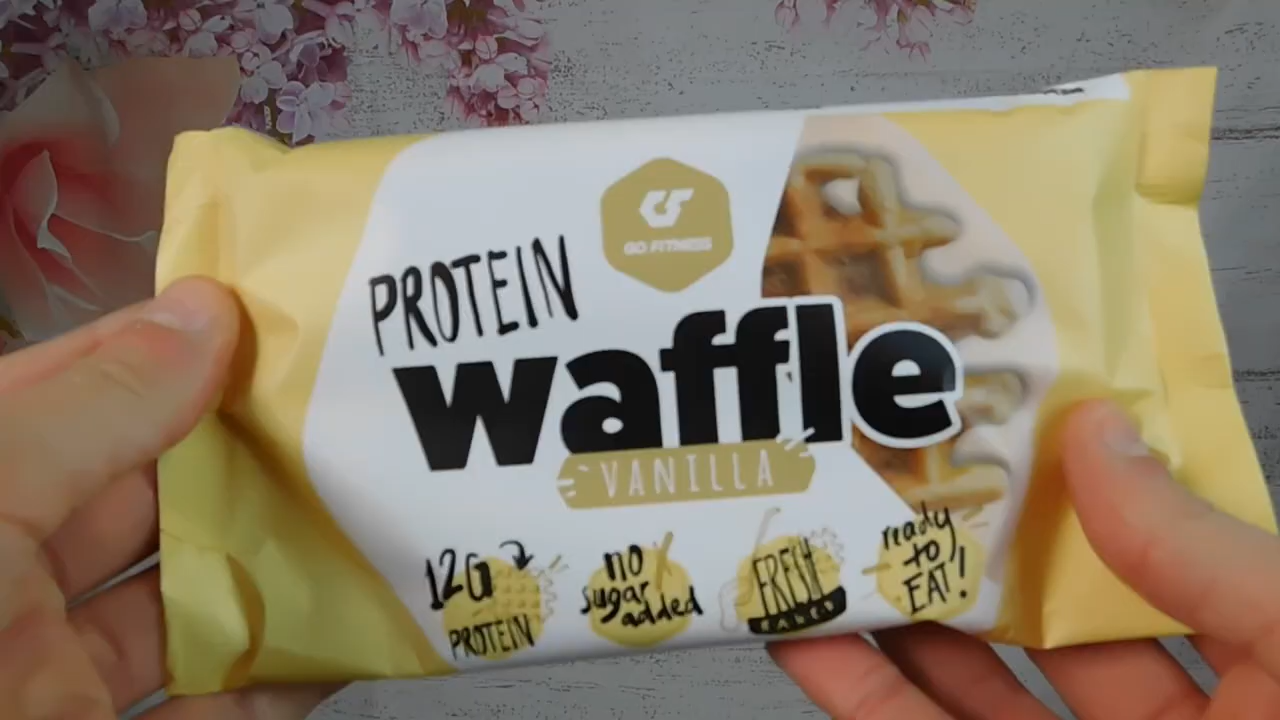 GO FITNESS
PROTEIN
waffle
VANILLA
12G
PROTEIN
no
sugar
added
FRESH
BAKED
ready
to
EAT!